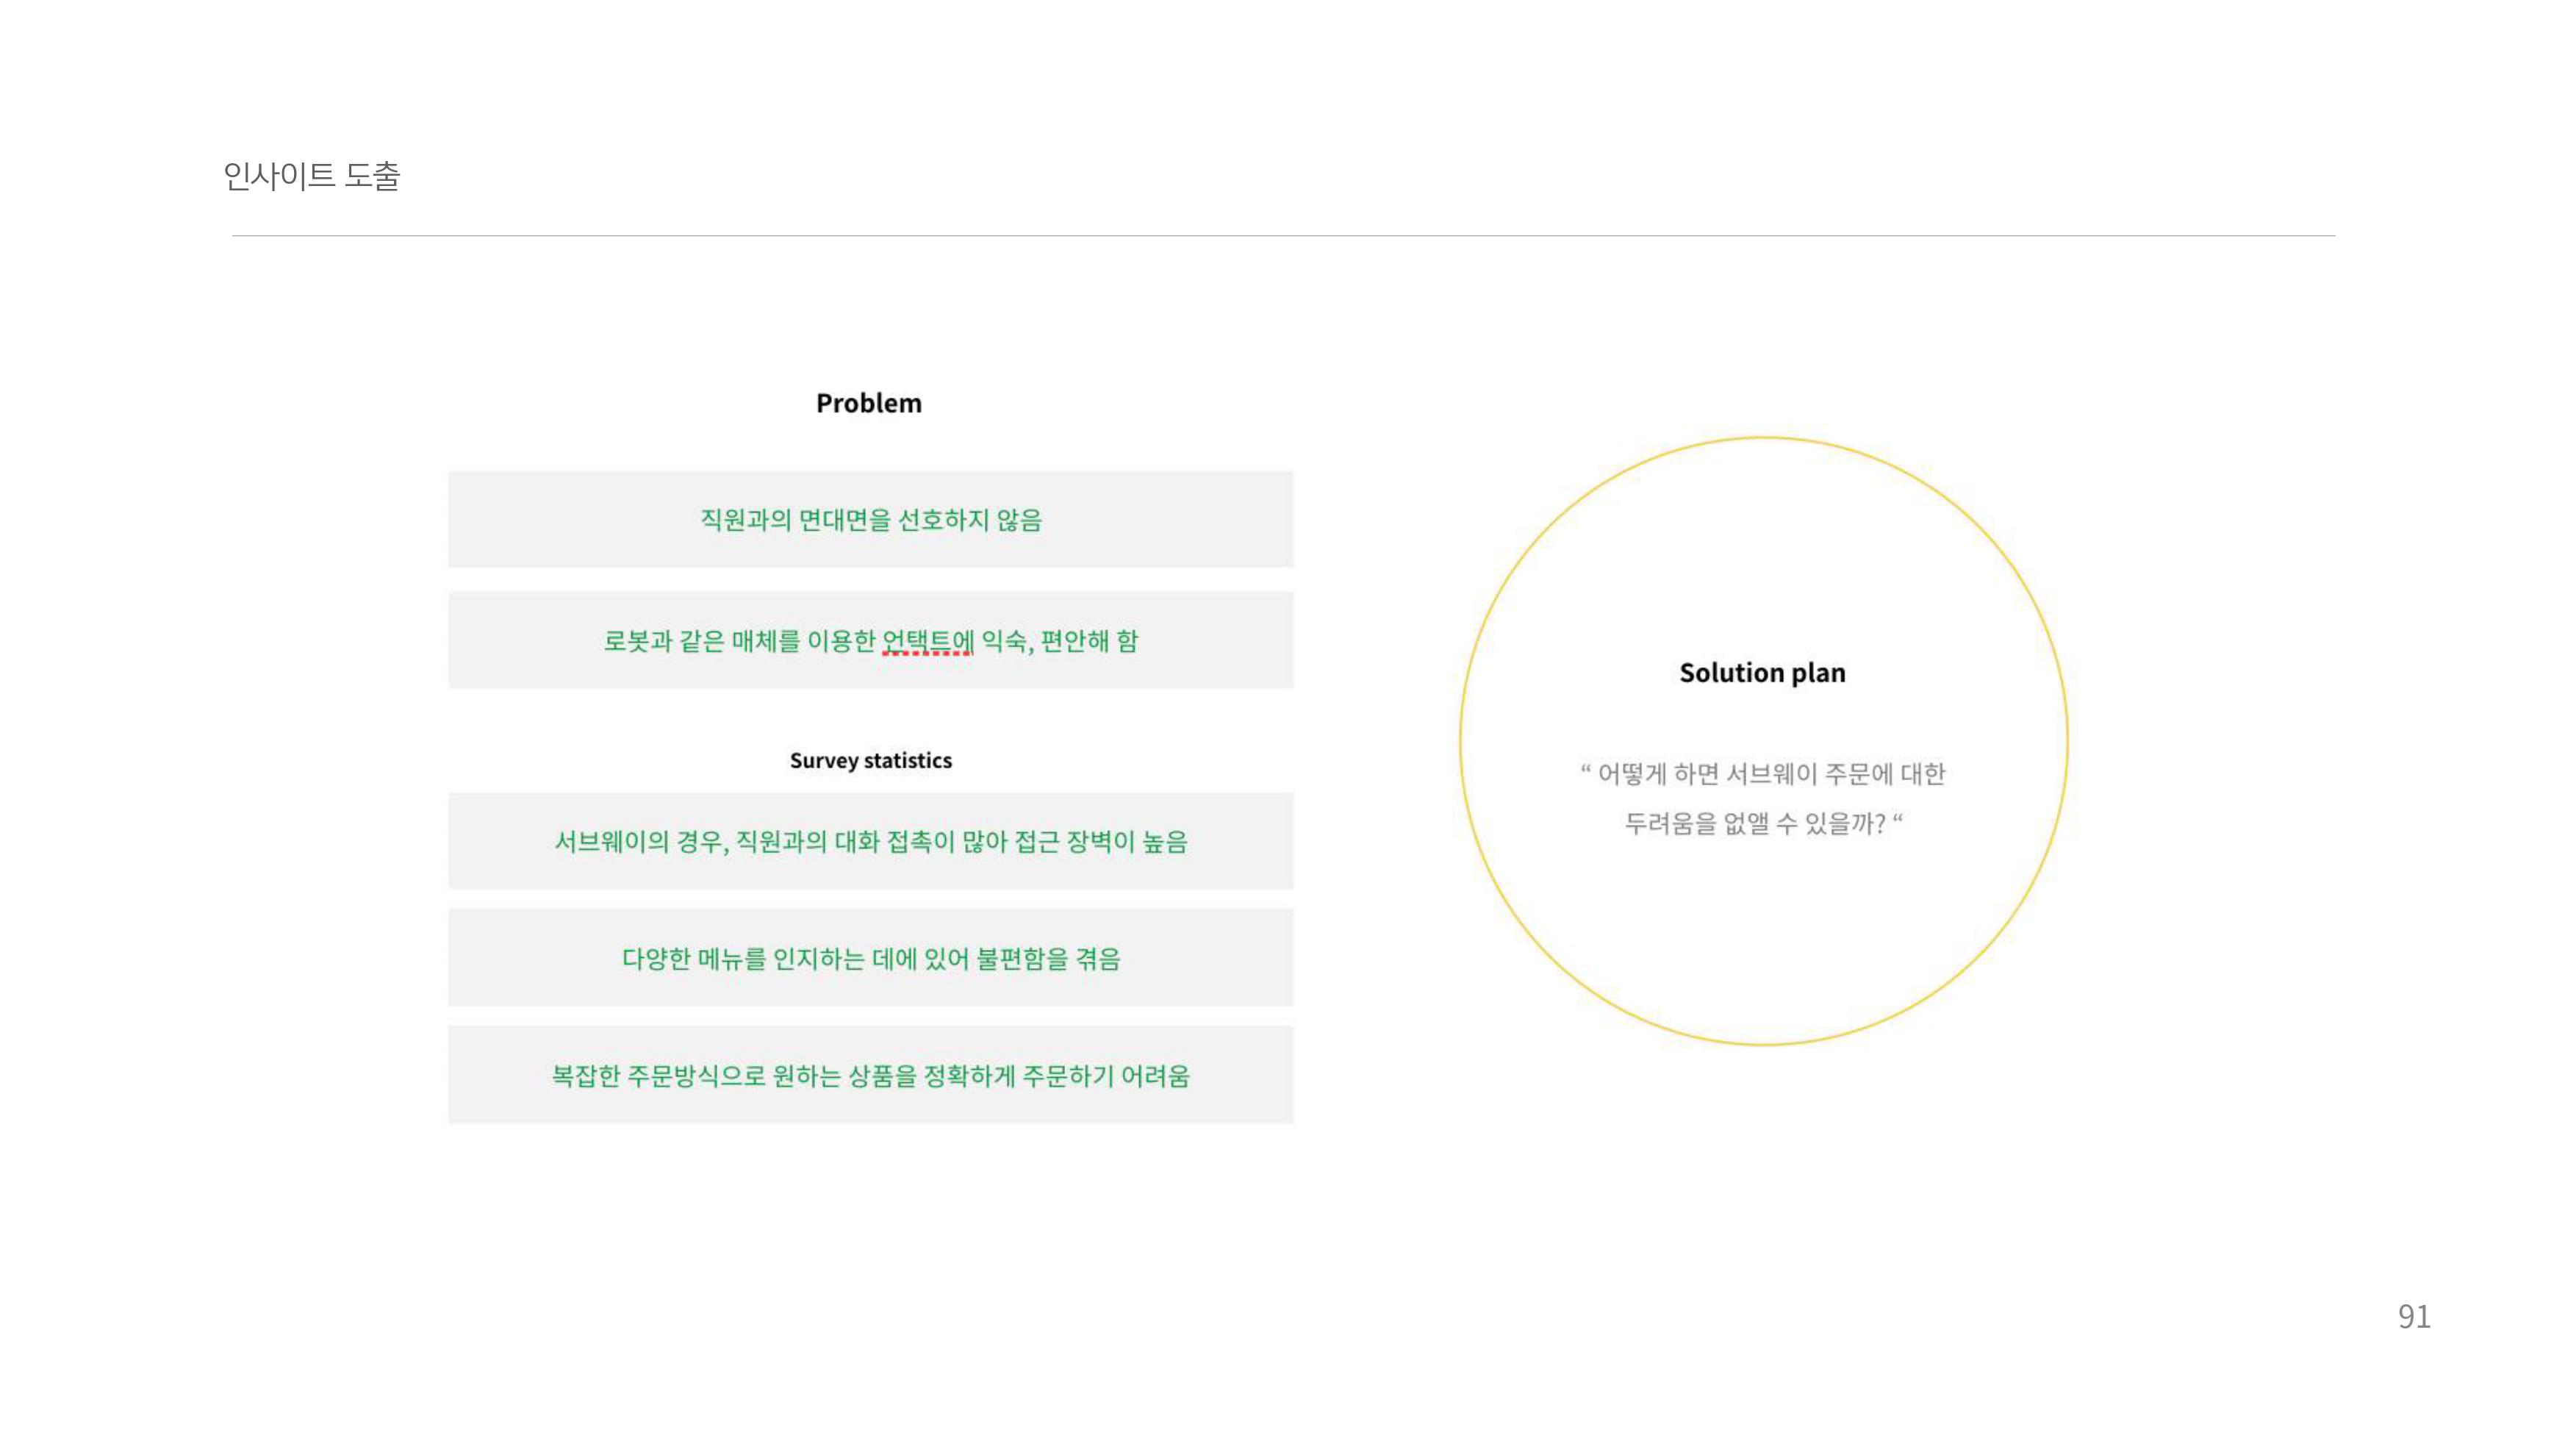 인사이트 도출
Problem
직원과의 면대면을 선호하지 않음
로봇과 같은 매체를 이용한 언택트에 익숙, 편안해 함
Survey statistics
서브웨이의 경우, 직원과의 대화 접촉이 많아 접근 장벽이 높음
다양한 메뉴를 인지하는 데에 있어 불편함을 겪음
복잡한 주문방식으로 원하는 상품을 정확하게 주문하기 어려움
Solution plan
“ 어떻게 하면 서브웨이 주문에 대한
두려움을 없앨 수 있을까? “
91